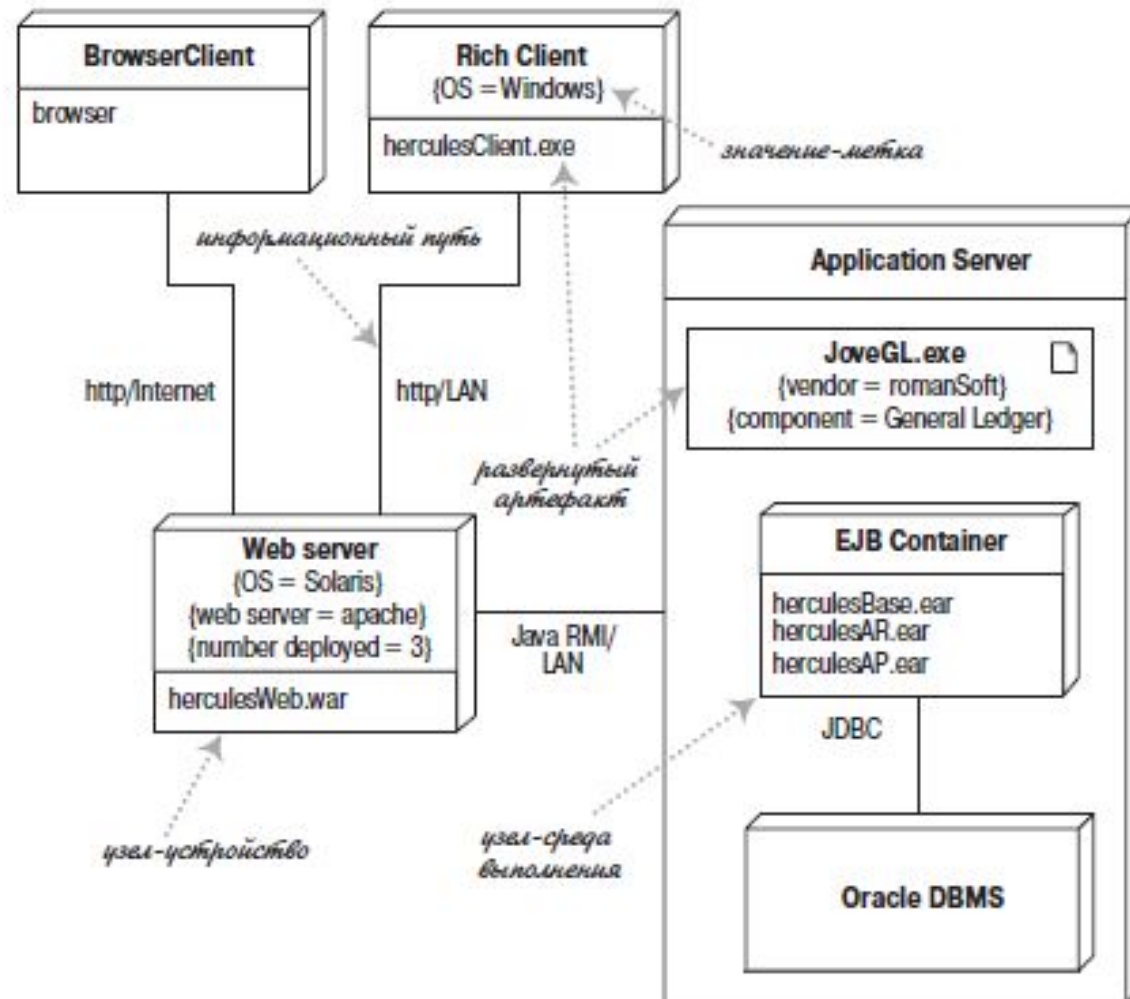 BrowserClient
browser
Rich Client
{OS =Windows}
herculesClient.exe
значение-метка
информационный путь
Application Server
JoveGL.exe
{vendor = romanSoft}
{component = General Ledger}
http/Internet
http/LAN
развернутый
артефакт
Web server
{OS = Solaris}
{web server = apache}
{number deployed = 3}
herculesWeb.war
Java RMI/
LAN
EJB Container
herculesBase.ear
herculesAR.ear
herculesAP.ear
JDBC
узел-устройство
узел-среда
выполнения
Oracle DBMS